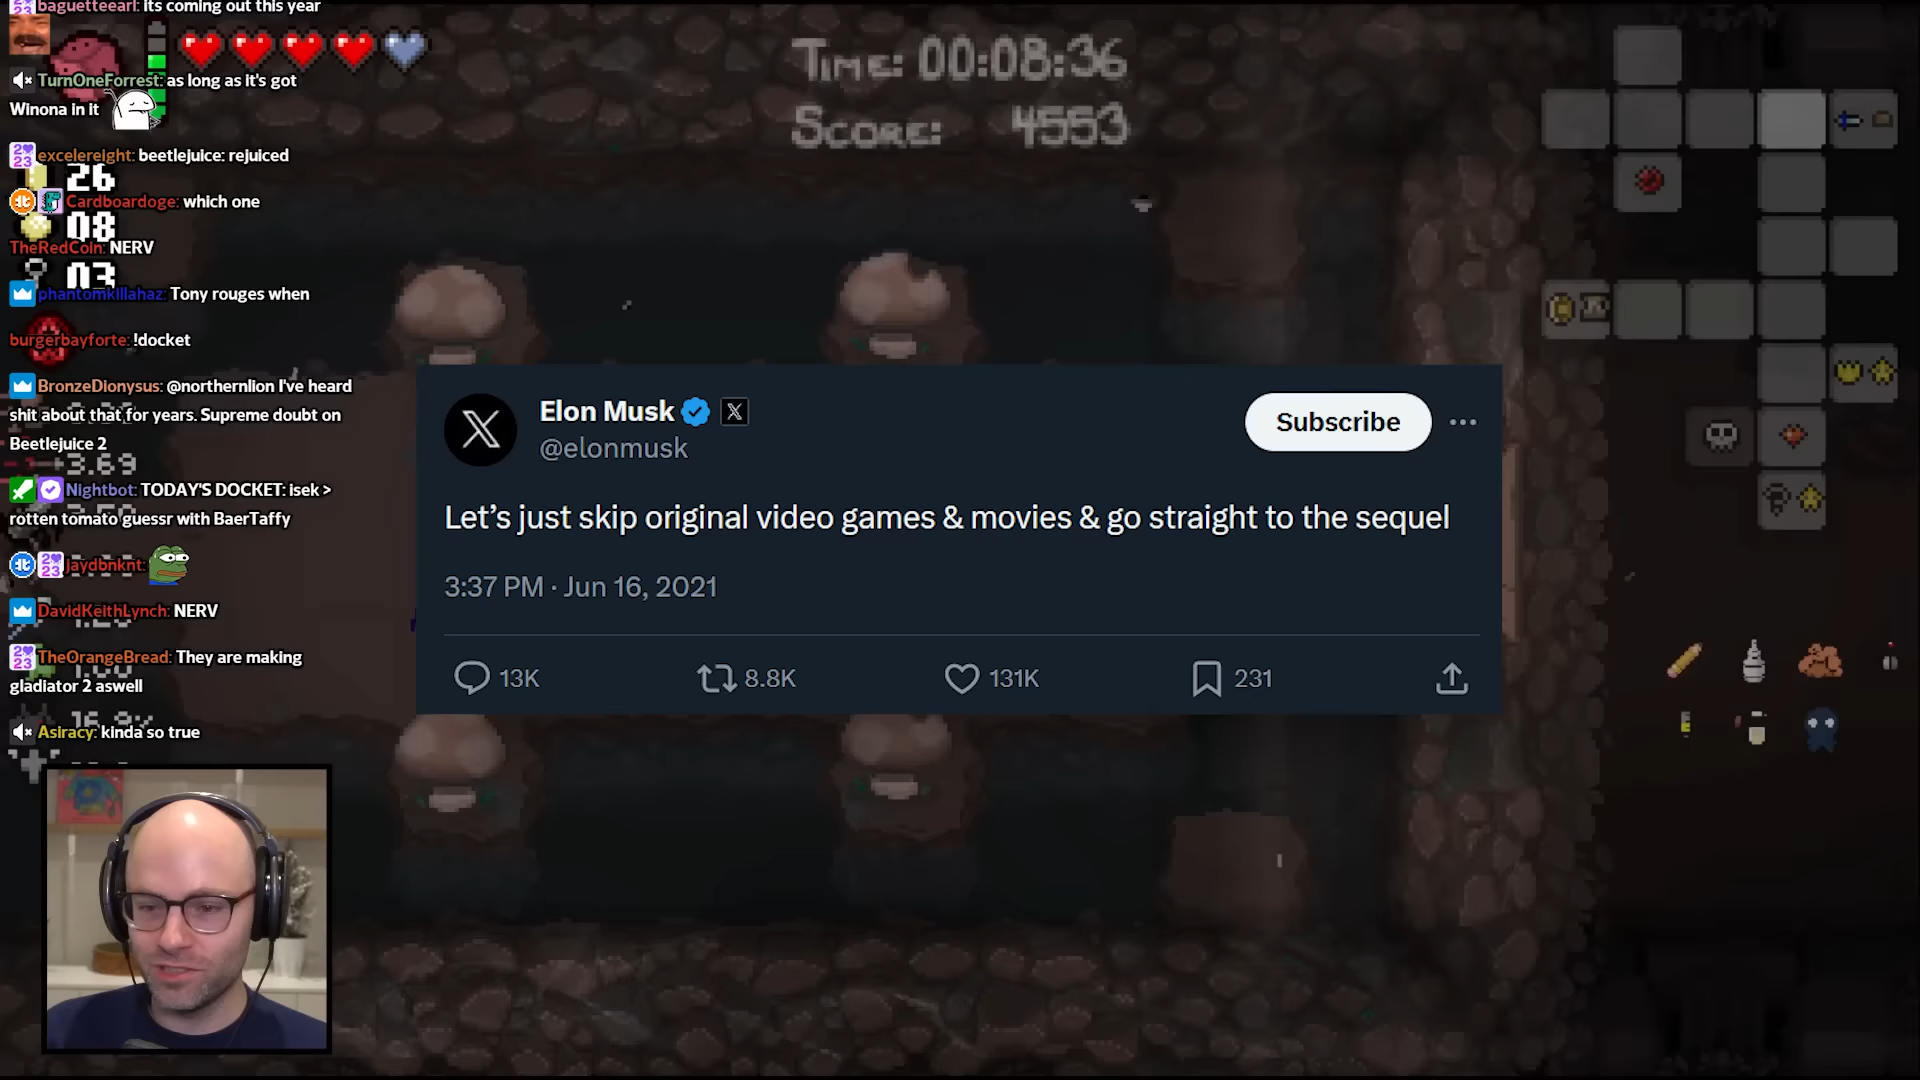 baguetteearl: its coming out this year
TurnOneForrest: as long as it's got
Winona in it
excelereight: beetlejuice: rejuiced
26
Cardboardoge: which one
08
TheRedCoin: NERV
03
phantomkillahaz: Tony rouges when
burgerbayforte: !docket
BronzeDionysus: @northernlion I've heard
shit about that for years. Supreme doubt on
Beetlejuice 2
3.69
Nightbot: TODAY'S DOCKET: isek >
rotten tomato guessr with BaerTaffy
Jaydbnknt:
DavidKeithLynch: NERV
TheOrangeBread: They are making
gladiator 2 aswell
Asiracy: kinda so true
Time: 00:08:36
Score: 4553
Elon Musk
@elonmusk
Subscribe
Let's just skip original video games & movies & go straight to the sequel
3:37 PM · Jun 16, 2021
13K 8.8K 131K 231